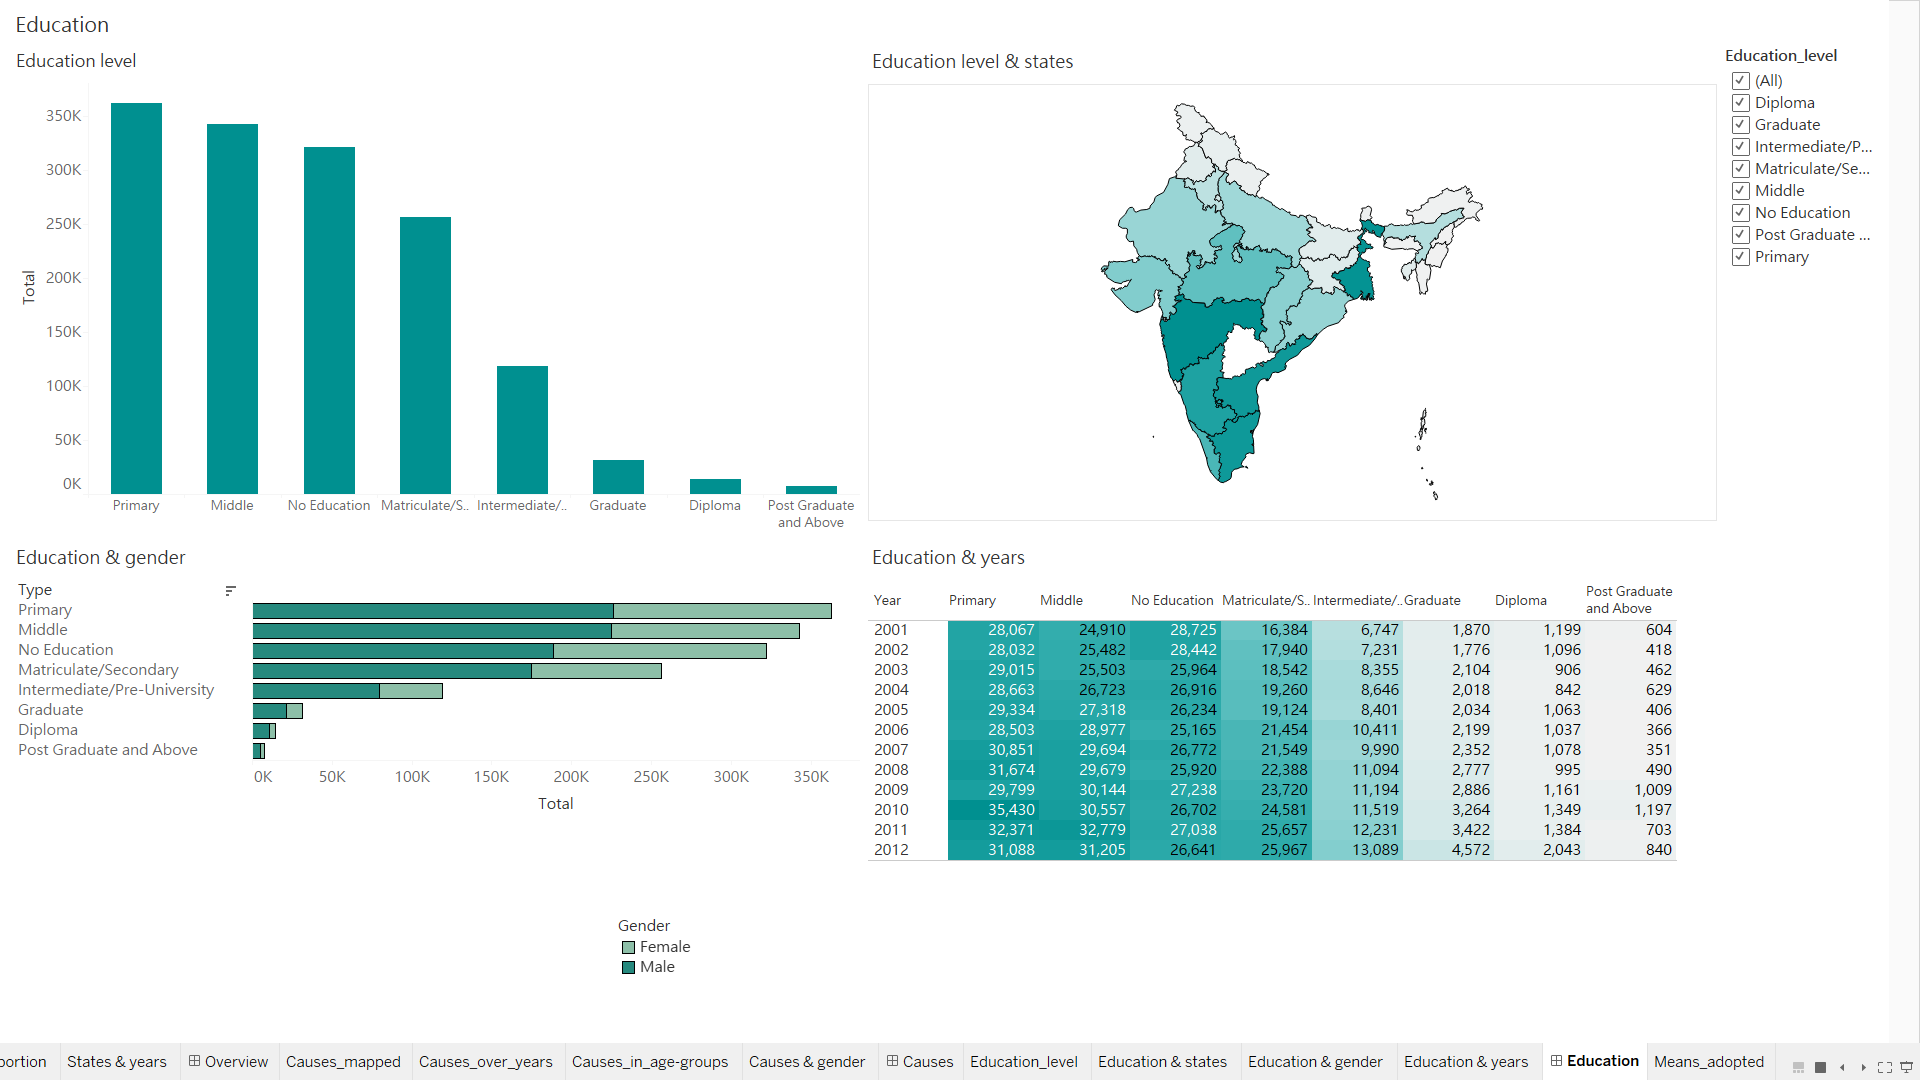 Education
Education level
350K
300K
250K
200K
150K
100K
50K
0K
Total
Primary
Middle
No Education
Matriculate/S..
Intermediate/..
Graduate
Diploma
Post Graduate
and Above
Education level & states
Education_level
(All)
Diploma
Graduate
Intermediate/P...
Matriculate/Se...
Middle
No Education
Post Graduate ...
Primary
Education & gender
Type
Primary
Middle
No Education
Matriculate/Secondary
Intermediate/Pre-University
Graduate
Diploma
Post Graduate and Above
0K 50K 100K 150K 200K 250K 300K 350K
Total
Gender
Female
Male
Education & years
Year Primary Middle No Education Matriculate/S.. Intermediate/.. Graduate Diploma Post Graduate and Above
2001 28,067 24,910 28,725 16,384 6,747 1,870 1,199 604
2002 28,032 25,482 28,442 17,940 7,231 1,776 1,096 418
2003 29,015 25,503 25,964 18,542 8,355 2,104 906 462
2004 28,663 26,723 26,916 19,260 8,646 2,018 842 629
2005 29,334 27,318 26,234 19,124 8,401 2,034 1,063 406
2006 28,503 28,977 25,165 21,454 10,411 2,199 1,037 366
2007 30,851 29,694 26,772 21,549 9,990 2,352 1,078 351
2008 31,674 29,679 25,920 22,388 11,094 2,777 995 490
2009 29,799 30,144 27,238 23,720 11,194 2,886 1,161 1,009
2010 35,430 30,557 26,702 24,581 11,519 3,264 1,349 1,197
2011 32,371 32,779 27,038 25,657 12,231 3,422 1,384 703
2012 31,088 31,205 26,641 25,967 13,089 4,572 2,043 840
portion States & years Overview Causes_mapped Causes_over_years Causes_in_age-groups Causes & gender Causes Education_level Education & states Education & gender Education & years Education Means_adopted